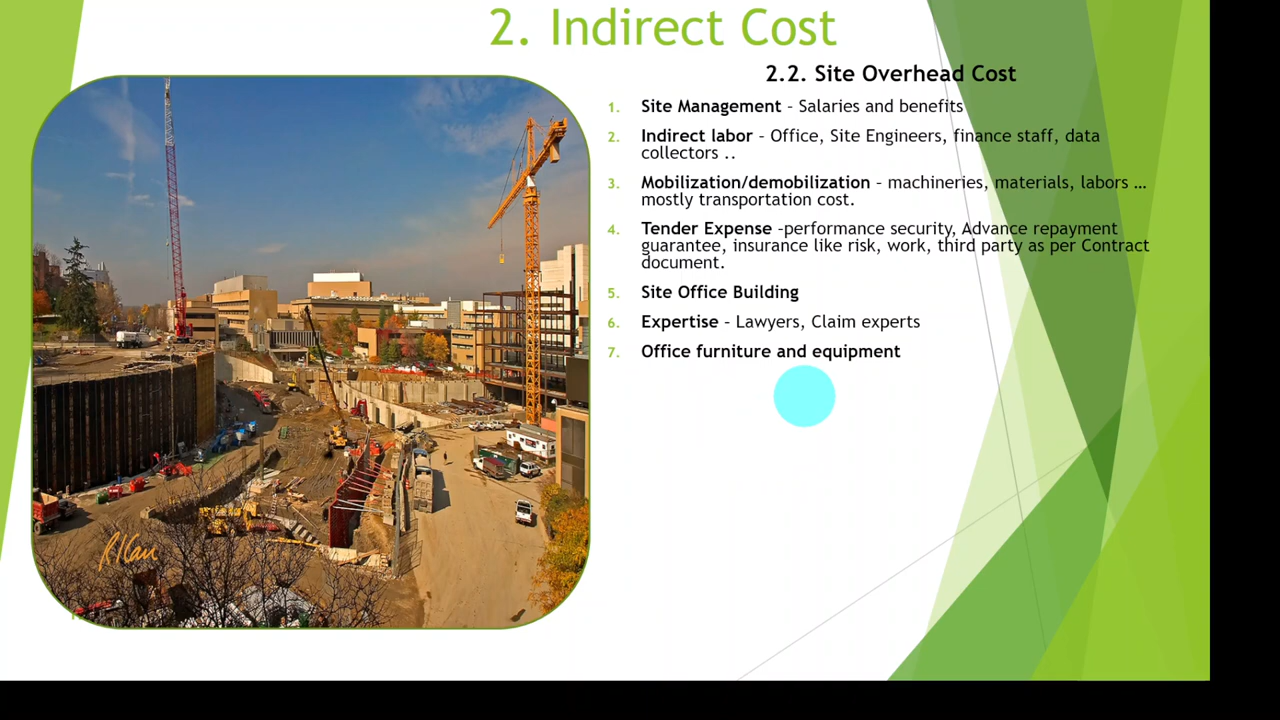 2. Indirect Cost
2.2. Site Overhead Cost
1. Site Management – Salaries and benefits
2. Indirect labor – Office, Site Engineers, finance staff, data
collectors ..
3. Mobilization/demobilization – machineries, materials, labors …
mostly transportation cost.
4. Tender Expense –performance security, Advance repayment
guarantee, insurance like risk, work, third party as per Contract
document.
5. Site Office Building
6. Expertise – Lawyers, Claim experts
7. Office furniture and equipment